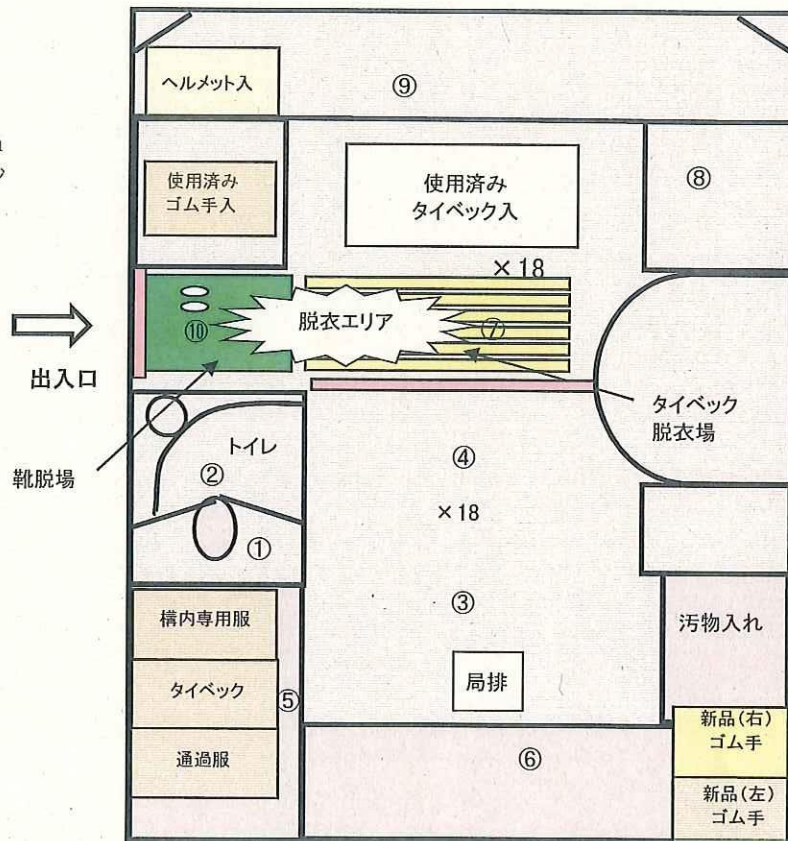 ヘルメット入
⑨
使用済み
ゴム手入
使用済み
タイベック入
⑧
×18
⑩
脱衣エリア
⑦
出入口
タイベック
脱衣場
靴脱場
トイレ
②
④
×18
①
③
構内専用服
タイベック
通過服
⑤
局排
汚物入れ
⑥
新品(右)
ゴム手
新品(左)
ゴム手